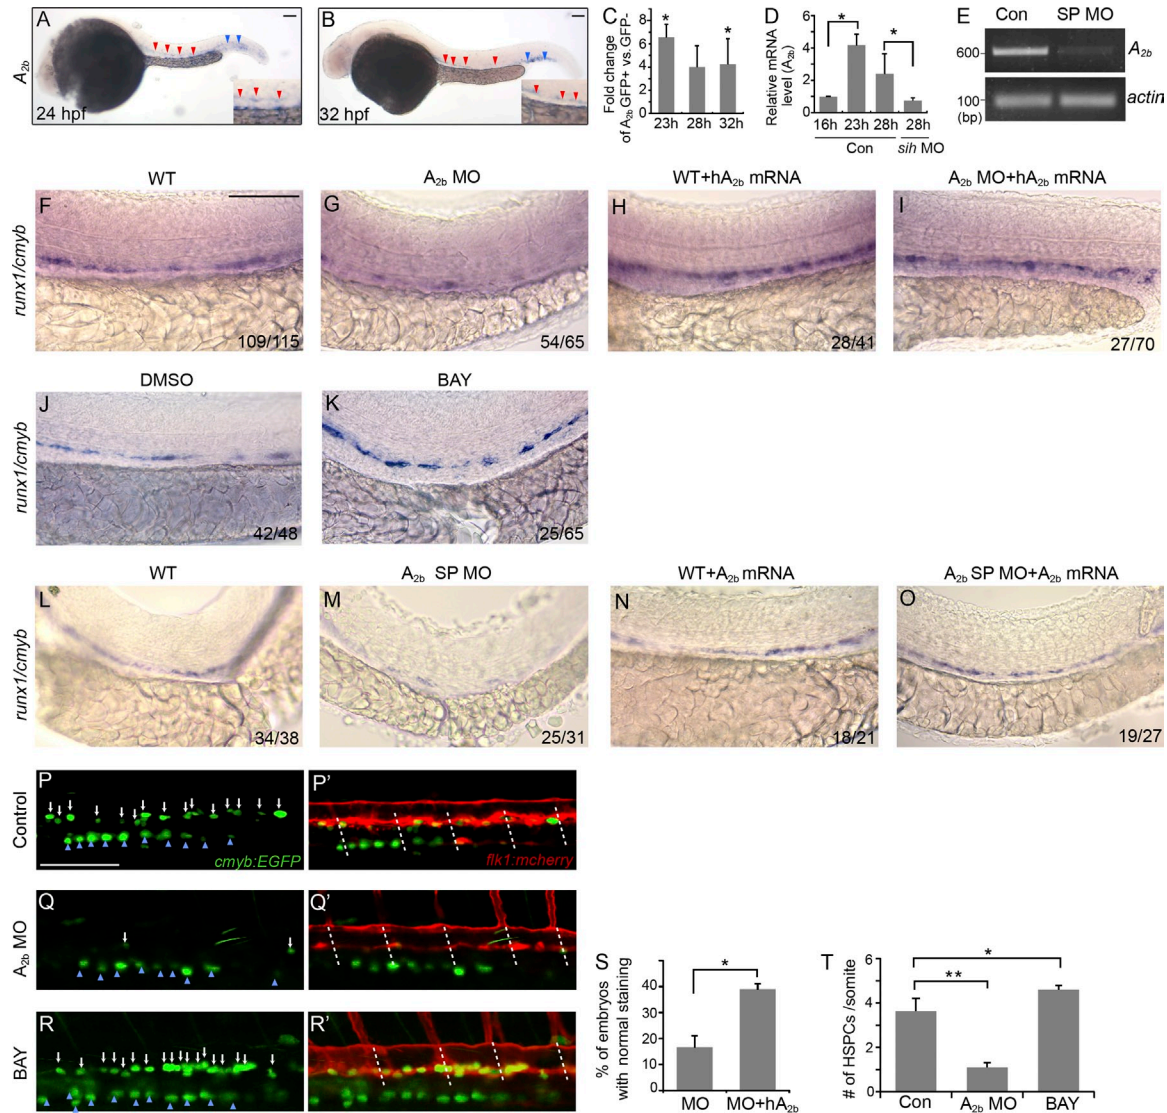 A
A2b
24 hpf
B
32 hpf
C
Fold change
of A2b GFP+ vs.GFP-
8
6
4
2
0
*
*
23h 28h 32h
D
Relative mRNA
level (A2b)
6
4
2
0
*
*
16h 23h 28h 28h
Con sih MO
E
Con SP MO
600
A2b
100
(bp)
actin
WT
A2b MO
WT+hA2b mRNA
A2b MO+hA2b mRNA
runx1/cmyb
F
109/115
G
54/65
H
28/41
I
27/70
DMSO
BAY
runx1/cmyb
J
42/48
K
25/65
WT
A2b SP MO
WT+A2b mRNA
A2b SP MO+A2b mRNA
runx1/cmyb
L
34/38
M
25/31
N
18/21
O
19/27
Control
P
cmyb:EGFP
P'
flk1:mcherry
A2b MO
Q
Q'
BAY
R
R'
S
% of embryos
with normal staining
40
30
20
10
0
*
MO MO+hA2b
T
# of HSPCs /somite
6
4
2
0
*
**
Con A2b MO BAY